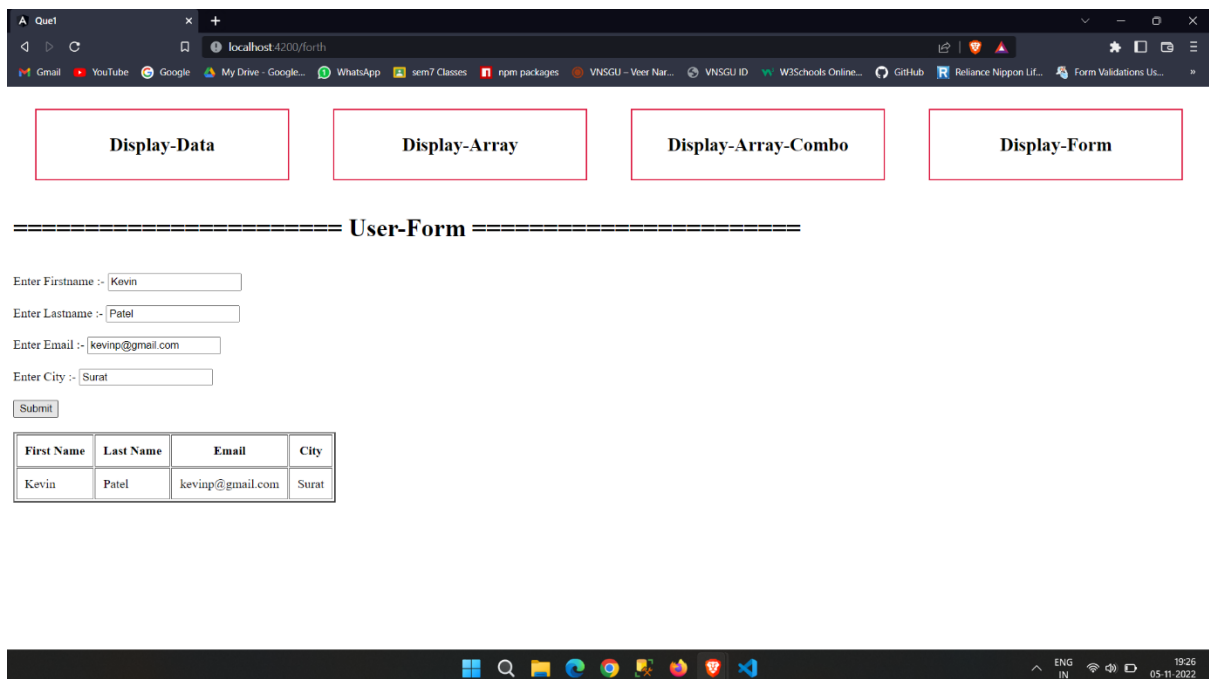 Que1
localhost:4200/forth
Gmail YouTube Google My Drive - Google... WhatsApp sem7 Classes npm packages VNSGU – Veer Nar... VNSGU ID W3Schools Online... GitHub Reliance Nippon Lif... Form Validations Us... »
Display-Data Display-Array Display-Array-Combo Display-Form
======================= User-Form =======================
Enter Firstname :- Kevin
Enter Lastname :- Patel
Enter Email :- kevinp@gmail.com
Enter City :- Surat
Submit
First Name Last Name Email City
Kevin Patel kevinp@gmail.com Surat
ENG 19:26
IN 05-11-2022